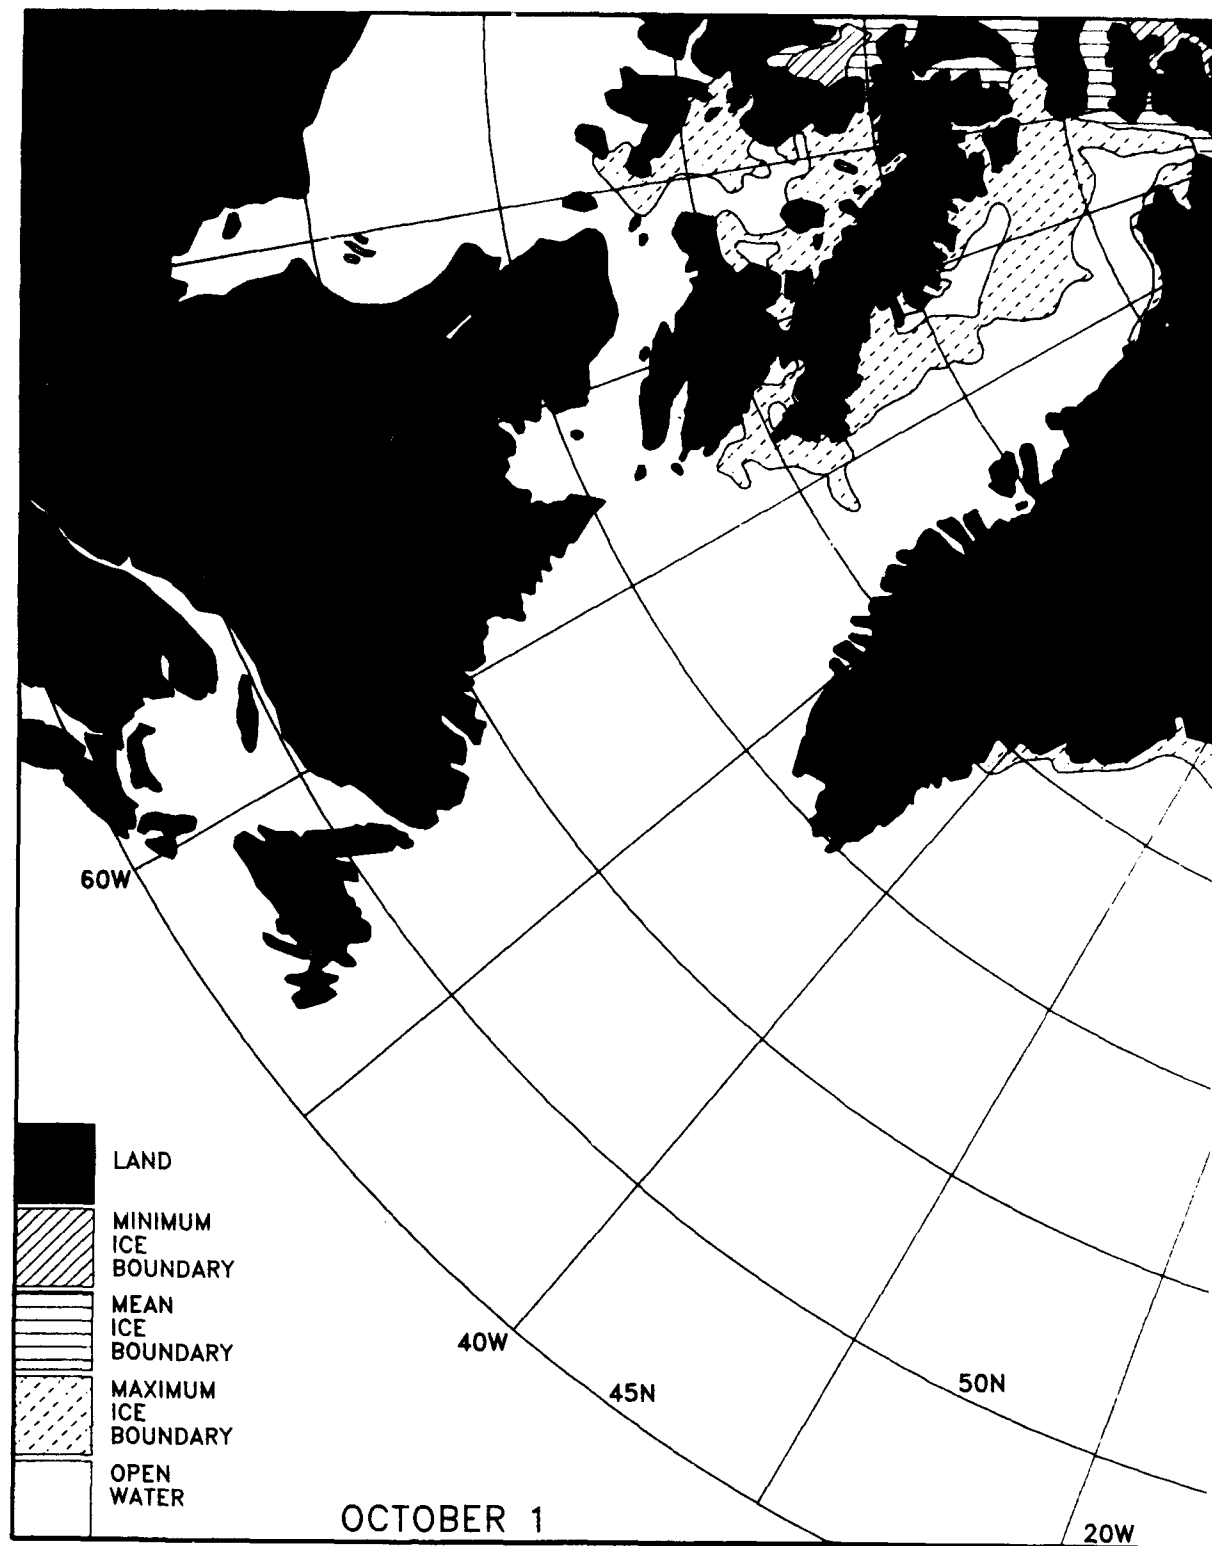 60W
LAND
MINIMUM
ICE
BOUNDARY
MEAN
ICE
BOUNDARY
MAXIMUM
ICE
BOUNDARY
OPEN
WATER
40W
45N
50N
OCTOBER 1
20W